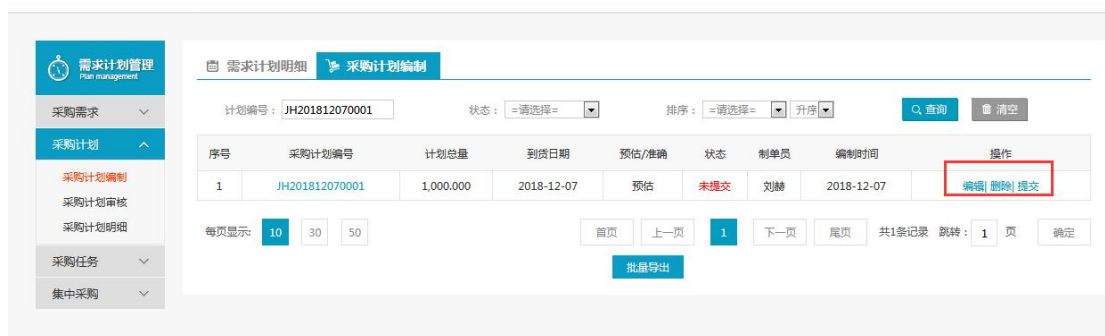 需求计划管理
Plan management
采购需求
采购计划
采购计划编制
采购计划审核
采购计划明细
采购任务
集中采购
需求计划明细 采购计划编制
计划编号： JH201812070001 状态： =请选择= 排序： =请选择= 升序 查询 清空
序号 采购计划编号 计划总量 到货日期 预估/准确 状态 制单员 编制时间 操作
1 JH201812070001 1,000.000 2018-12-07 预估 未提交 刘赫 2018-12-07 编辑| 删除| 提交
每页显示: 10 30 50 首页 上一页 1 下一页 尾页 共1条记录 跳转： 1 页 确定
批量导出